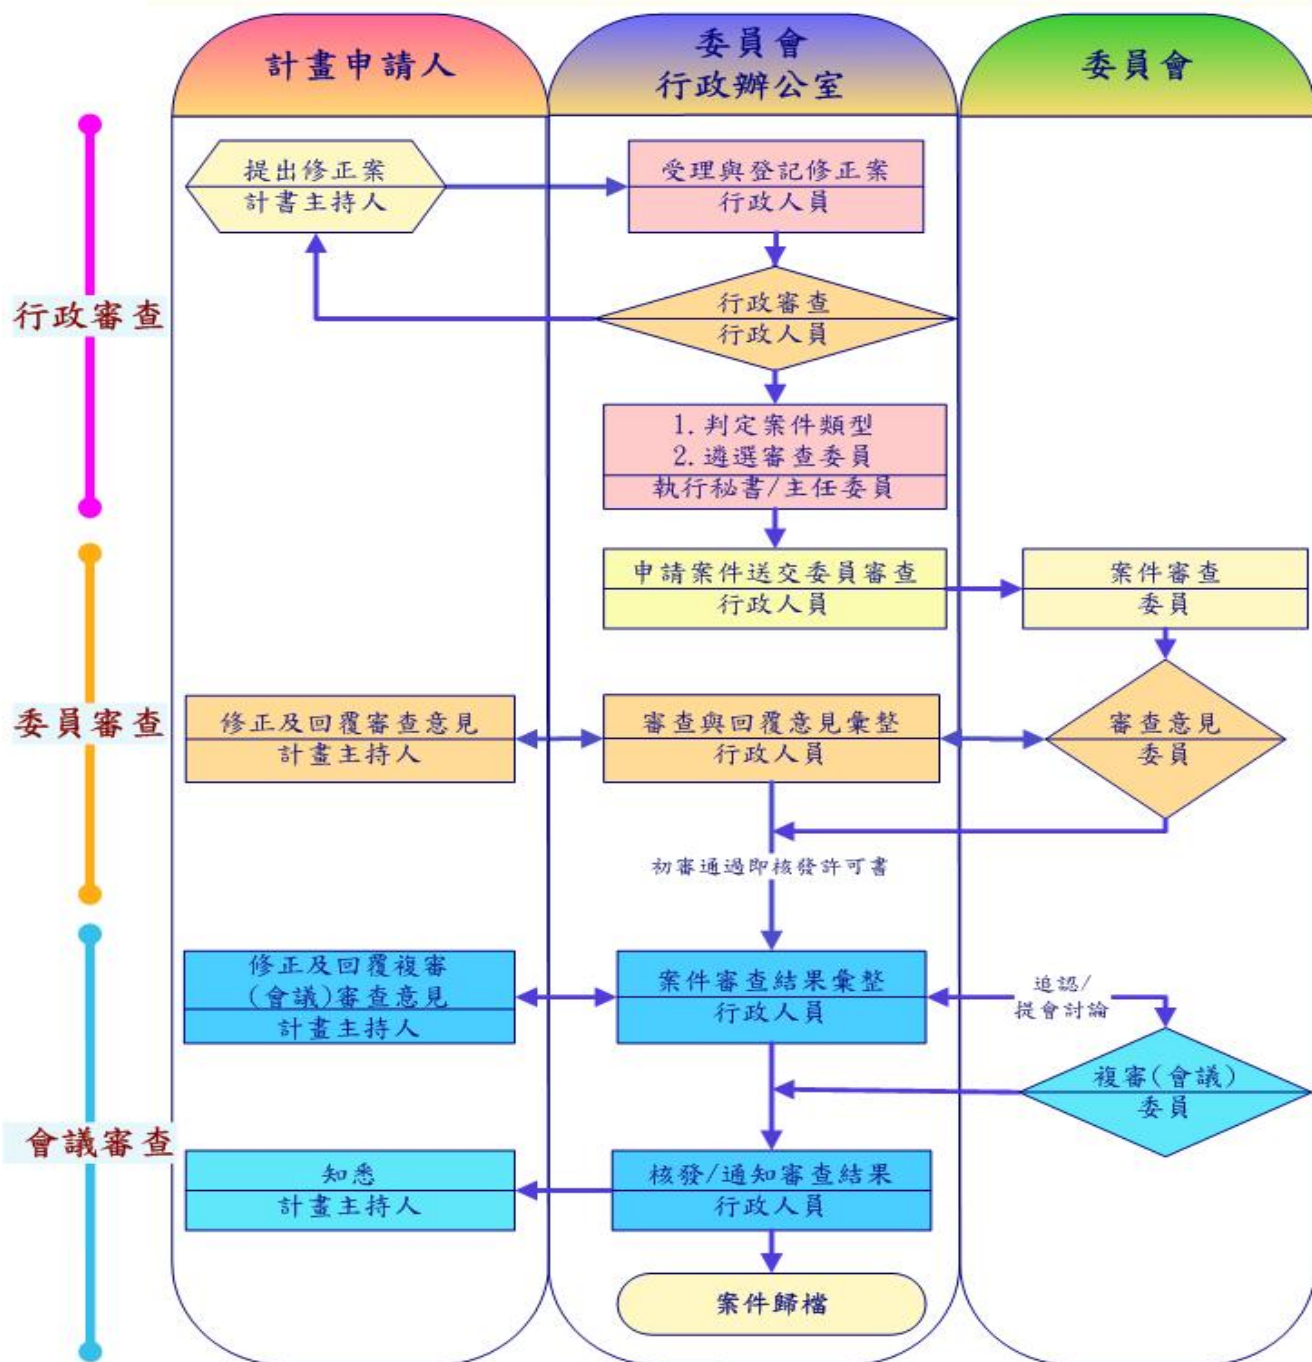 計畫申請人
委員會
行政辦公室
委員會
行政審查
提出修正案
計書主持人
受理與登記修正案
行政人員
行政審查
行政人員
1.判定案件類型
2.遴選審查委員
執行秘書/主任委員
委員審查
申請案件送交委員審查
行政人員
案件審查
委員
修正及回覆審查意見
計畫主持人
審查與回覆意見彙整
行政人員
審查意見
委員
初審通過即核發許可書
會議審查
修正及回覆複審
(會議)審查意見
計畫主持人
案件審查結果彙整
行政人員
追認/
提會討論
複審(會議)
委員
知悉
計畫主持人
核發/通知審查結果
行政人員
案件歸檔